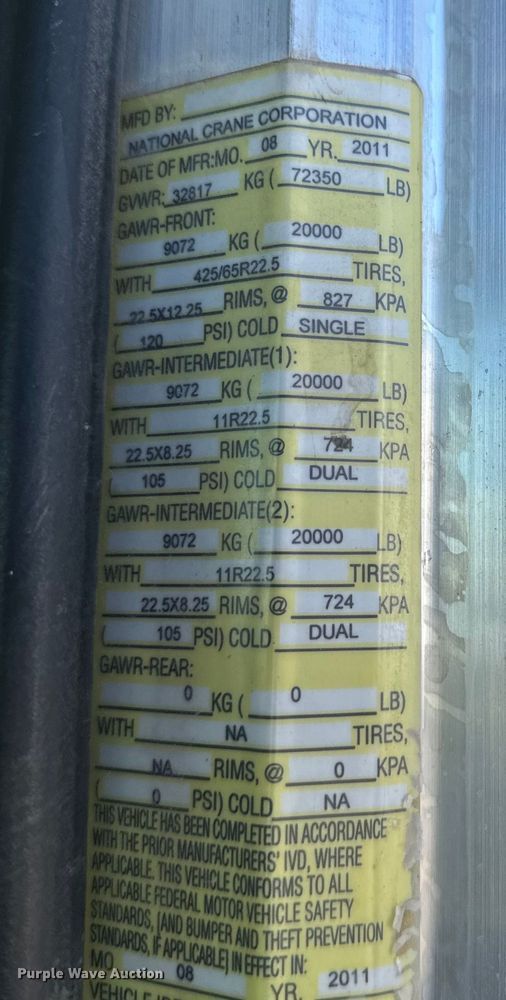 MFD BY:
NATIONAL CRANE CORPORATION
DATE OF MFR:MO. 08 YR. 2011
GVWR: 32817 KG ( 72350 LB)
GAWR-FRONT:
9072 KG ( 20000 LB)
WITH 425/65R22.5 TIRES,
22.5X12.25 RIMS, @ 827 KPA
( 120 PSI) COLD SINGLE
GAWR-INTERMEDIATE(1):
9072 KG ( 20000 LB)
WITH 11R22.5 TIRES,
22.5X8.25 RIMS, @ 724 KPA
( 105 PSI) COLD DUAL
GAWR-INTERMEDIATE(2):
9072 KG ( 20000 LB)
WITH 11R22.5 TIRES,
22.5X8.25 RIMS, @ 724 KPA
( 105 PSI) COLD DUAL
GAWR-REAR:
0 KG ( 0 LB)
WITH NA TIRES,
NA RIMS, @ 0 KPA
( 0 PSI) COLD NA
THIS VEHICLE HAS BEEN COMPLETED IN ACCORDANCE
WITH THE PRIOR MANUFACTURERS' IVD, WHERE
APPLICABLE. THIS VEHICLE CONFORMS TO ALL
APPLICABLE FEDERAL MOTOR VEHICLE SAFETY
STANDARDS, [AND BUMPER AND THEFT PREVENTION
STANDARDS, IF APPLICABLE] IN EFFECT IN:
MO. 08 YR. 2011
VEHICLE
Purple Wave Auction